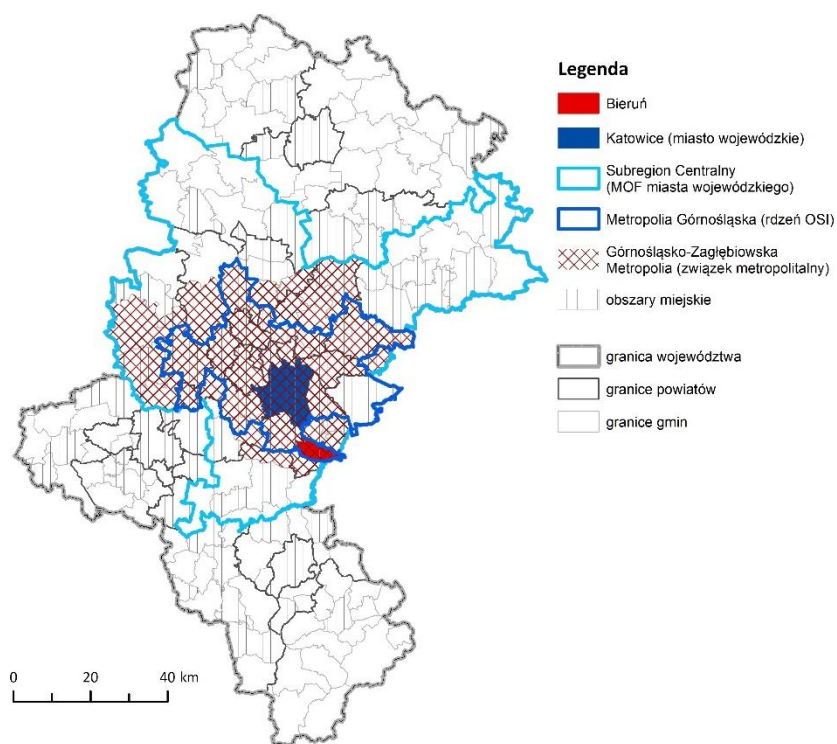 Legenda
Bieruń
Katowice (miasto wojewódzkie)
Subregion Centralny
(MOF miasta wojewódzkiego)
Metropolia Górnośląska (rdzeń OSI)
Górnośląsko-Zagłębiowska
Metropolia (związek metropolitalny)
obszary miejskie
granica województwa
granice powiatów
granice gmin
0 20 40 km